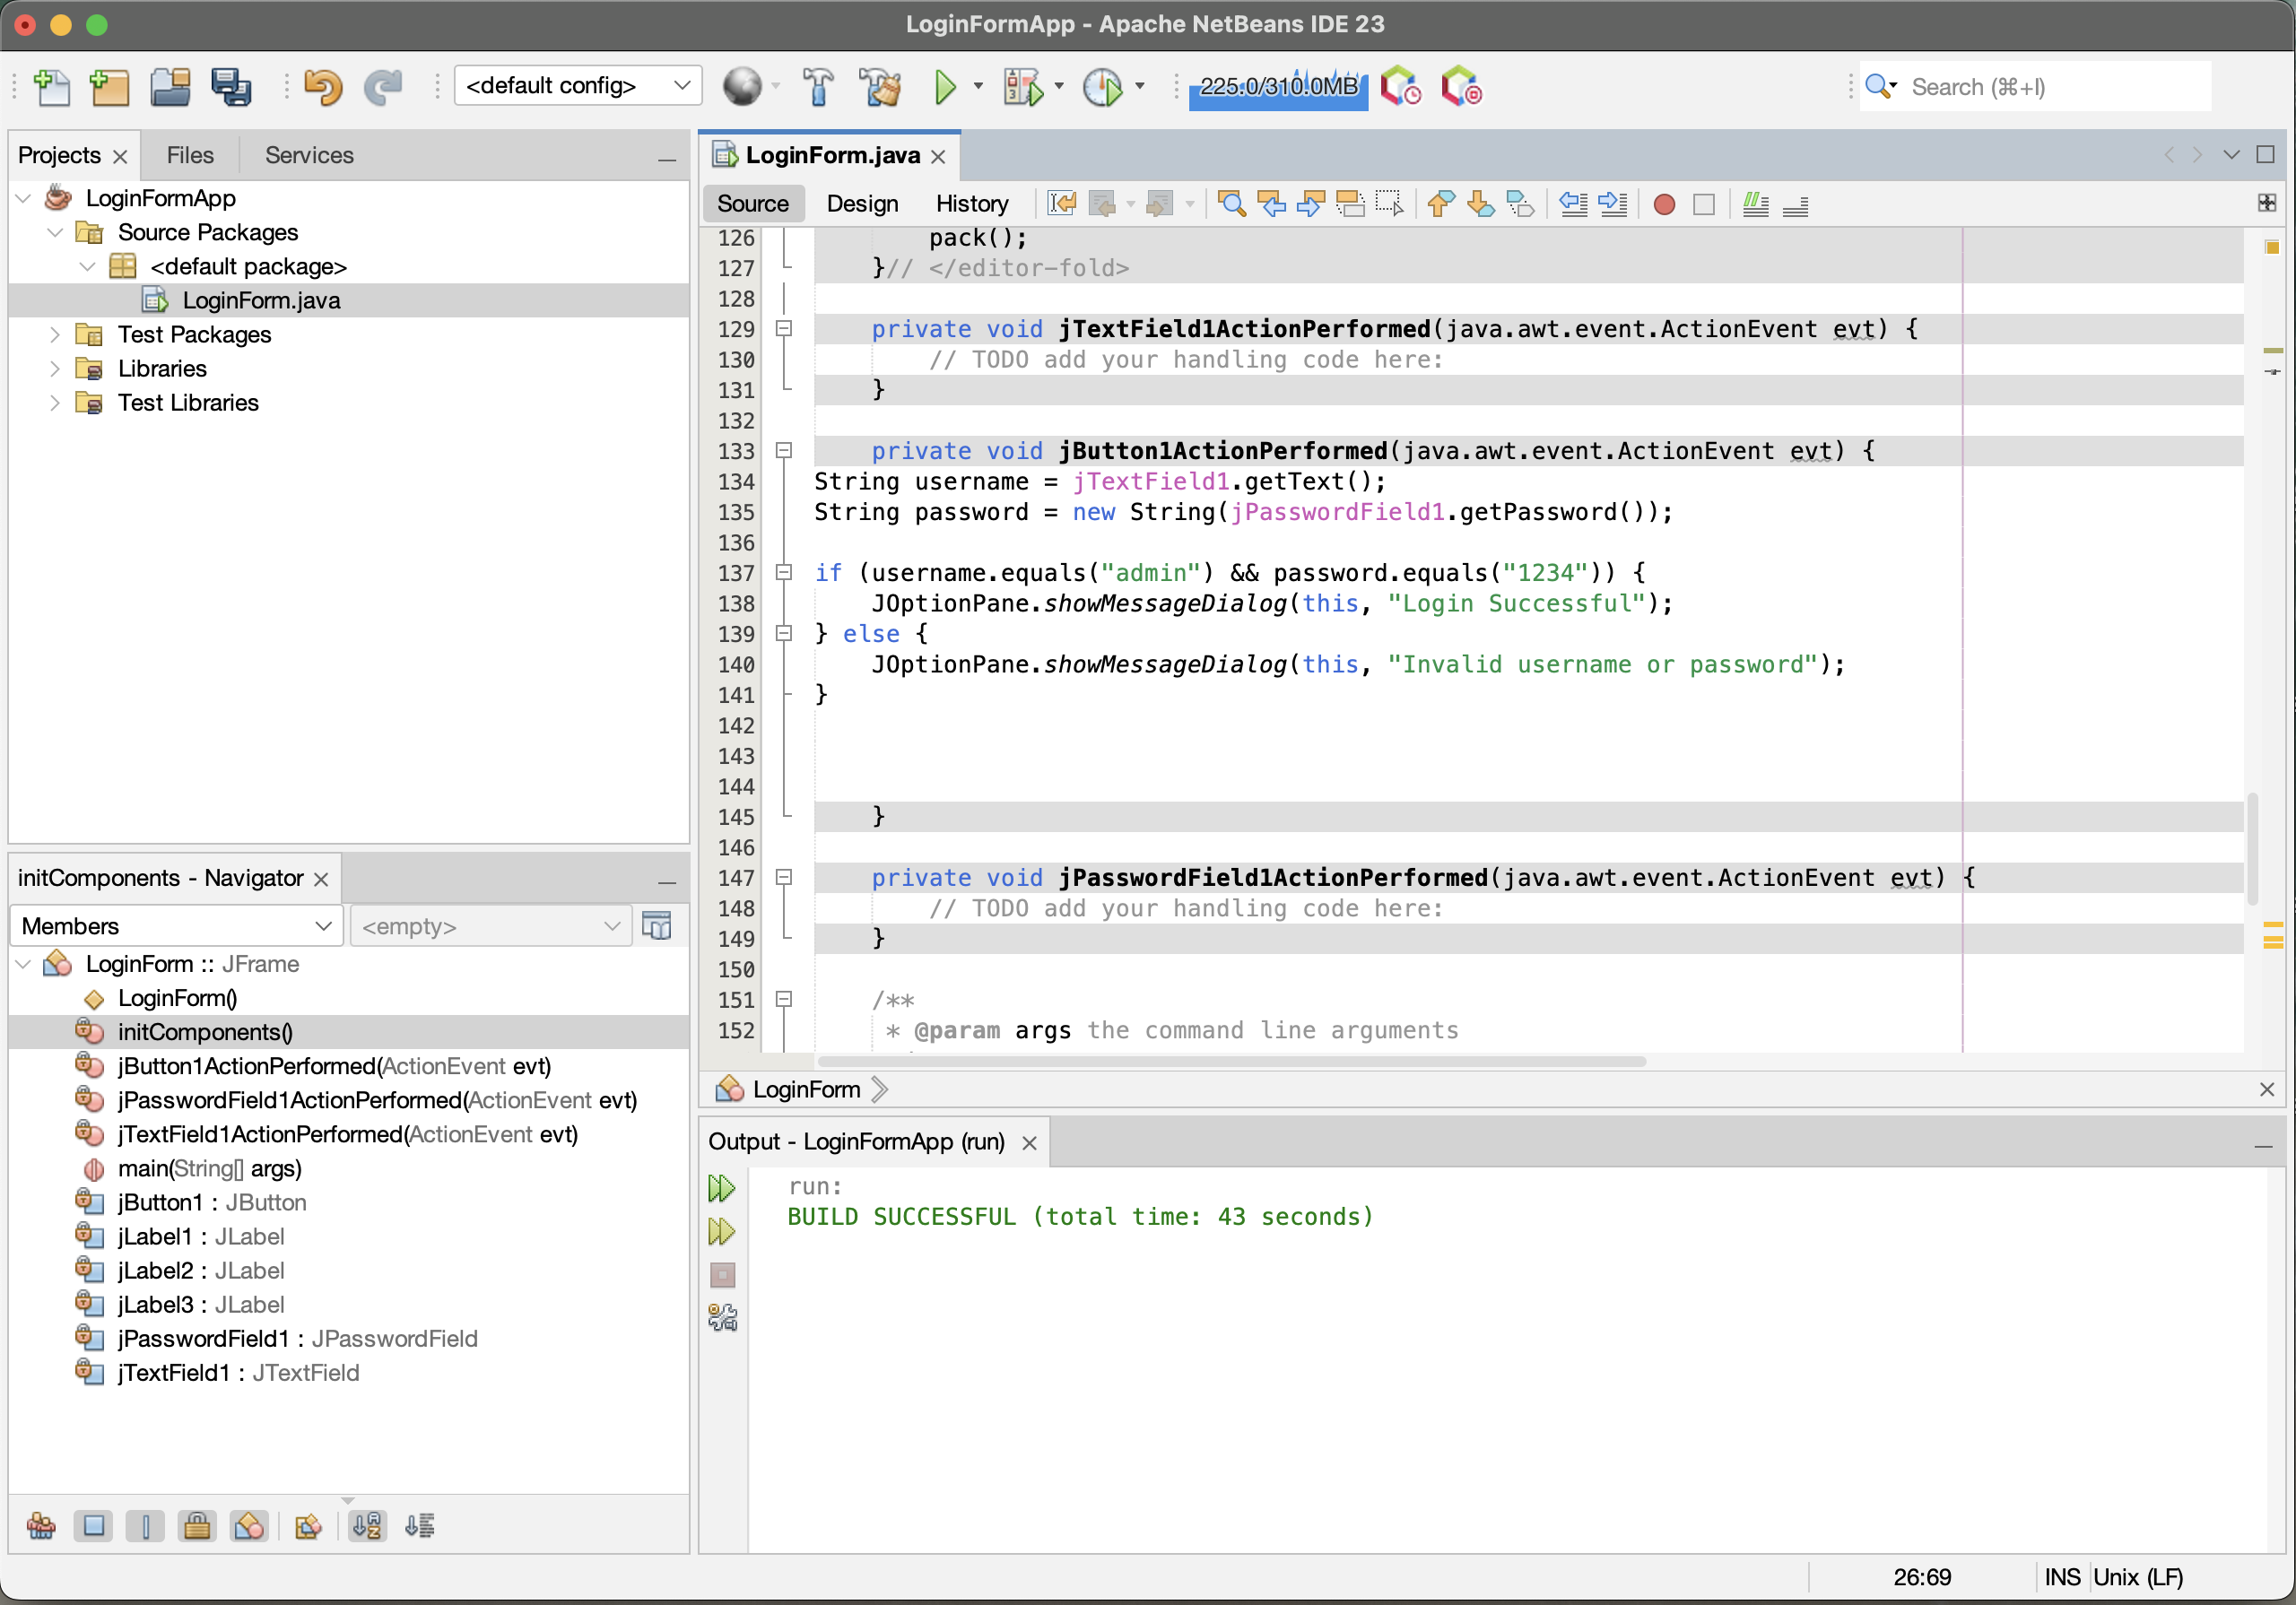 LoginFormApp - Apache NetBeans IDE 23
<default config>
225.0/310.0MB
Search (⌘+I)
Projects
Files
Services
LoginFormApp
Source Packages
<default package>
LoginForm.java
Test Packages
Libraries
Test Libraries
initComponents - Navigator
Members
<empty>
LoginForm :: JFrame
LoginForm()
initComponents()
jButton1ActionPerformed(ActionEvent evt)
jPasswordField1ActionPerformed(ActionEvent evt)
jTextField1ActionPerformed(ActionEvent evt)
main(String[] args)
jButton1 : JButton
jLabel1 : JLabel
jLabel2 : JLabel
jLabel3 : JLabel
jPasswordField1 : JPasswordField
jTextField1 : JTextField
LoginForm.java
Source Design History
126 pack();
127 }// </editor-fold>
128
129 private void jTextField1ActionPerformed(java.awt.event.ActionEvent evt) {
130 // TODO add your handling code here:
131 }
132
133 private void jButton1ActionPerformed(java.awt.event.ActionEvent evt) {
134 String username = jTextField1.getText();
135 String password = new String(jPasswordField1.getPassword());
136
137 if (username.equals("admin") && password.equals("1234")) {
138 JOptionPane.showMessageDialog(this, "Login Successful");
139 } else {
140 JOptionPane.showMessageDialog(this, "Invalid username or password");
141 }
142
143
144
145 }
146
147 private void jPasswordField1ActionPerformed(java.awt.event.ActionEvent evt) {
148 // TODO add your handling code here:
149 }
150
151 /**
152 * @param args the command line arguments
LoginForm
Output - LoginFormApp (run)
run:
BUILD SUCCESSFUL (total time: 43 seconds)
26:69
INS
Unix (LF)